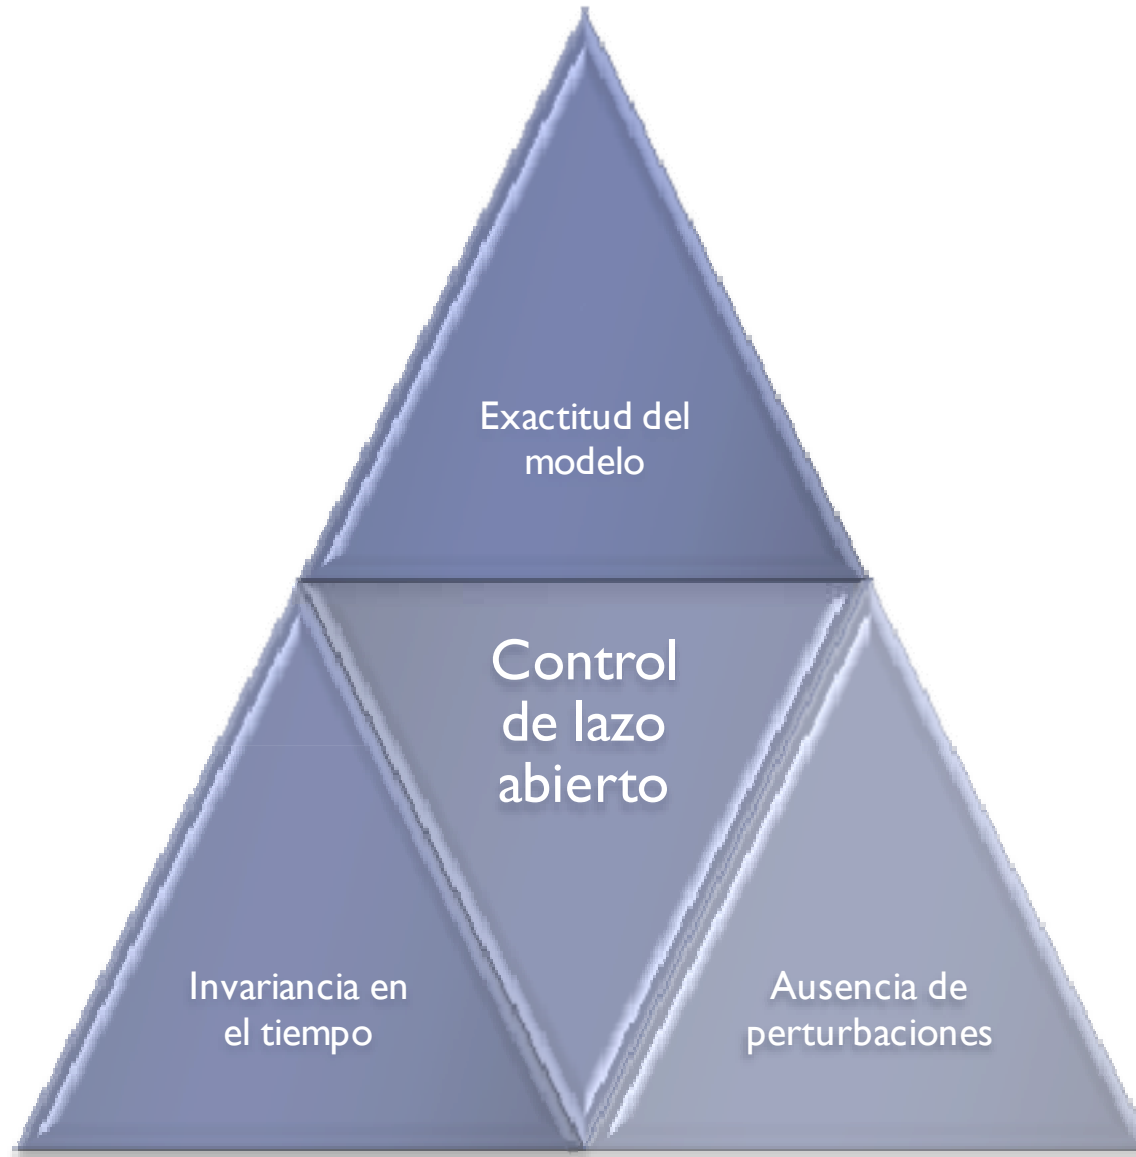 Exactitud del
modelo
Control
de lazo
abierto
Invariancia en
el tiempo
Ausencia de
perturbaciones